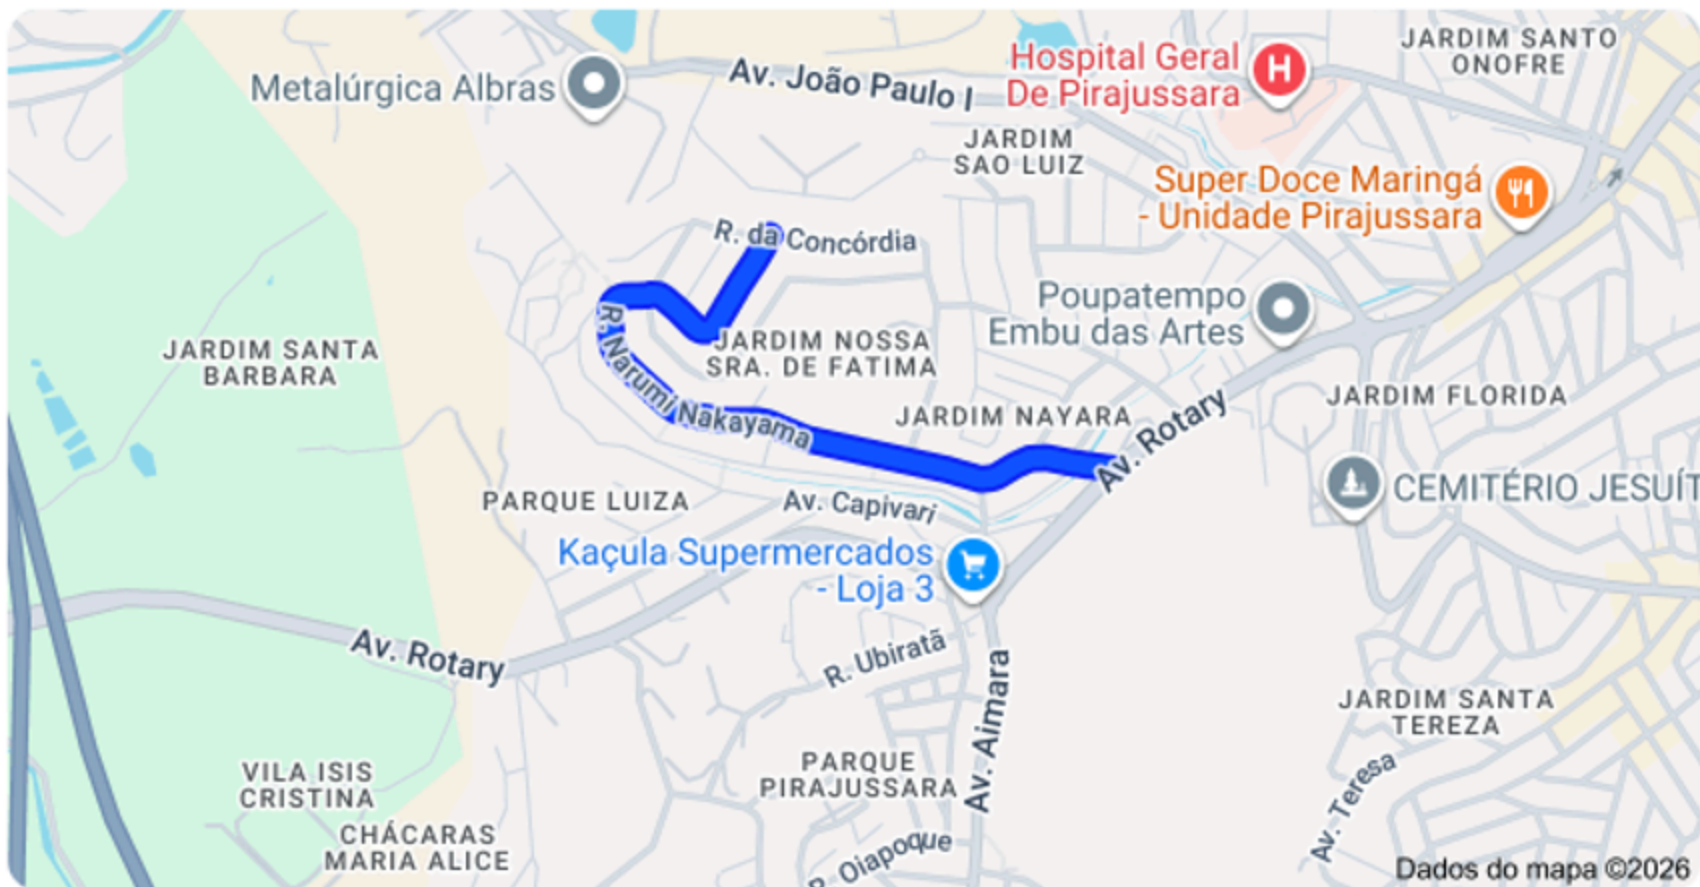 JARDIM SANTO
ONOFRE
Hospital Geral
De Pirajussara
Metalúrgica Albras
Av. João Paulo I
JARDIM
SAO LUIZ
Super Doce Maringá
- Unidade Pirajussara
R. da Concórdia
Poupatempo
Embu das Artes
R. Narumi Nakayama
JARDIM NOSSA
SRA. DE FATIMA
JARDIM SANTA
BARBARA
JARDIM FLORIDA
JARDIM NAYARA
Av. Rotary
CEMITÉRIO JESUÍT
PARQUE LUIZA
Av. Capivari
Kaçula Supermercados
- Loja 3
Av. Rotary
R. Ubiratã
Av. Aimara
JARDIM SANTA
TEREZA
PARQUE
PIRAJUSSARA
VILA ISIS
CRISTINA
Av. Teresa
CHÁCARAS
MARIA ALICE
R. Oiapoque
Dados do mapa ©2026